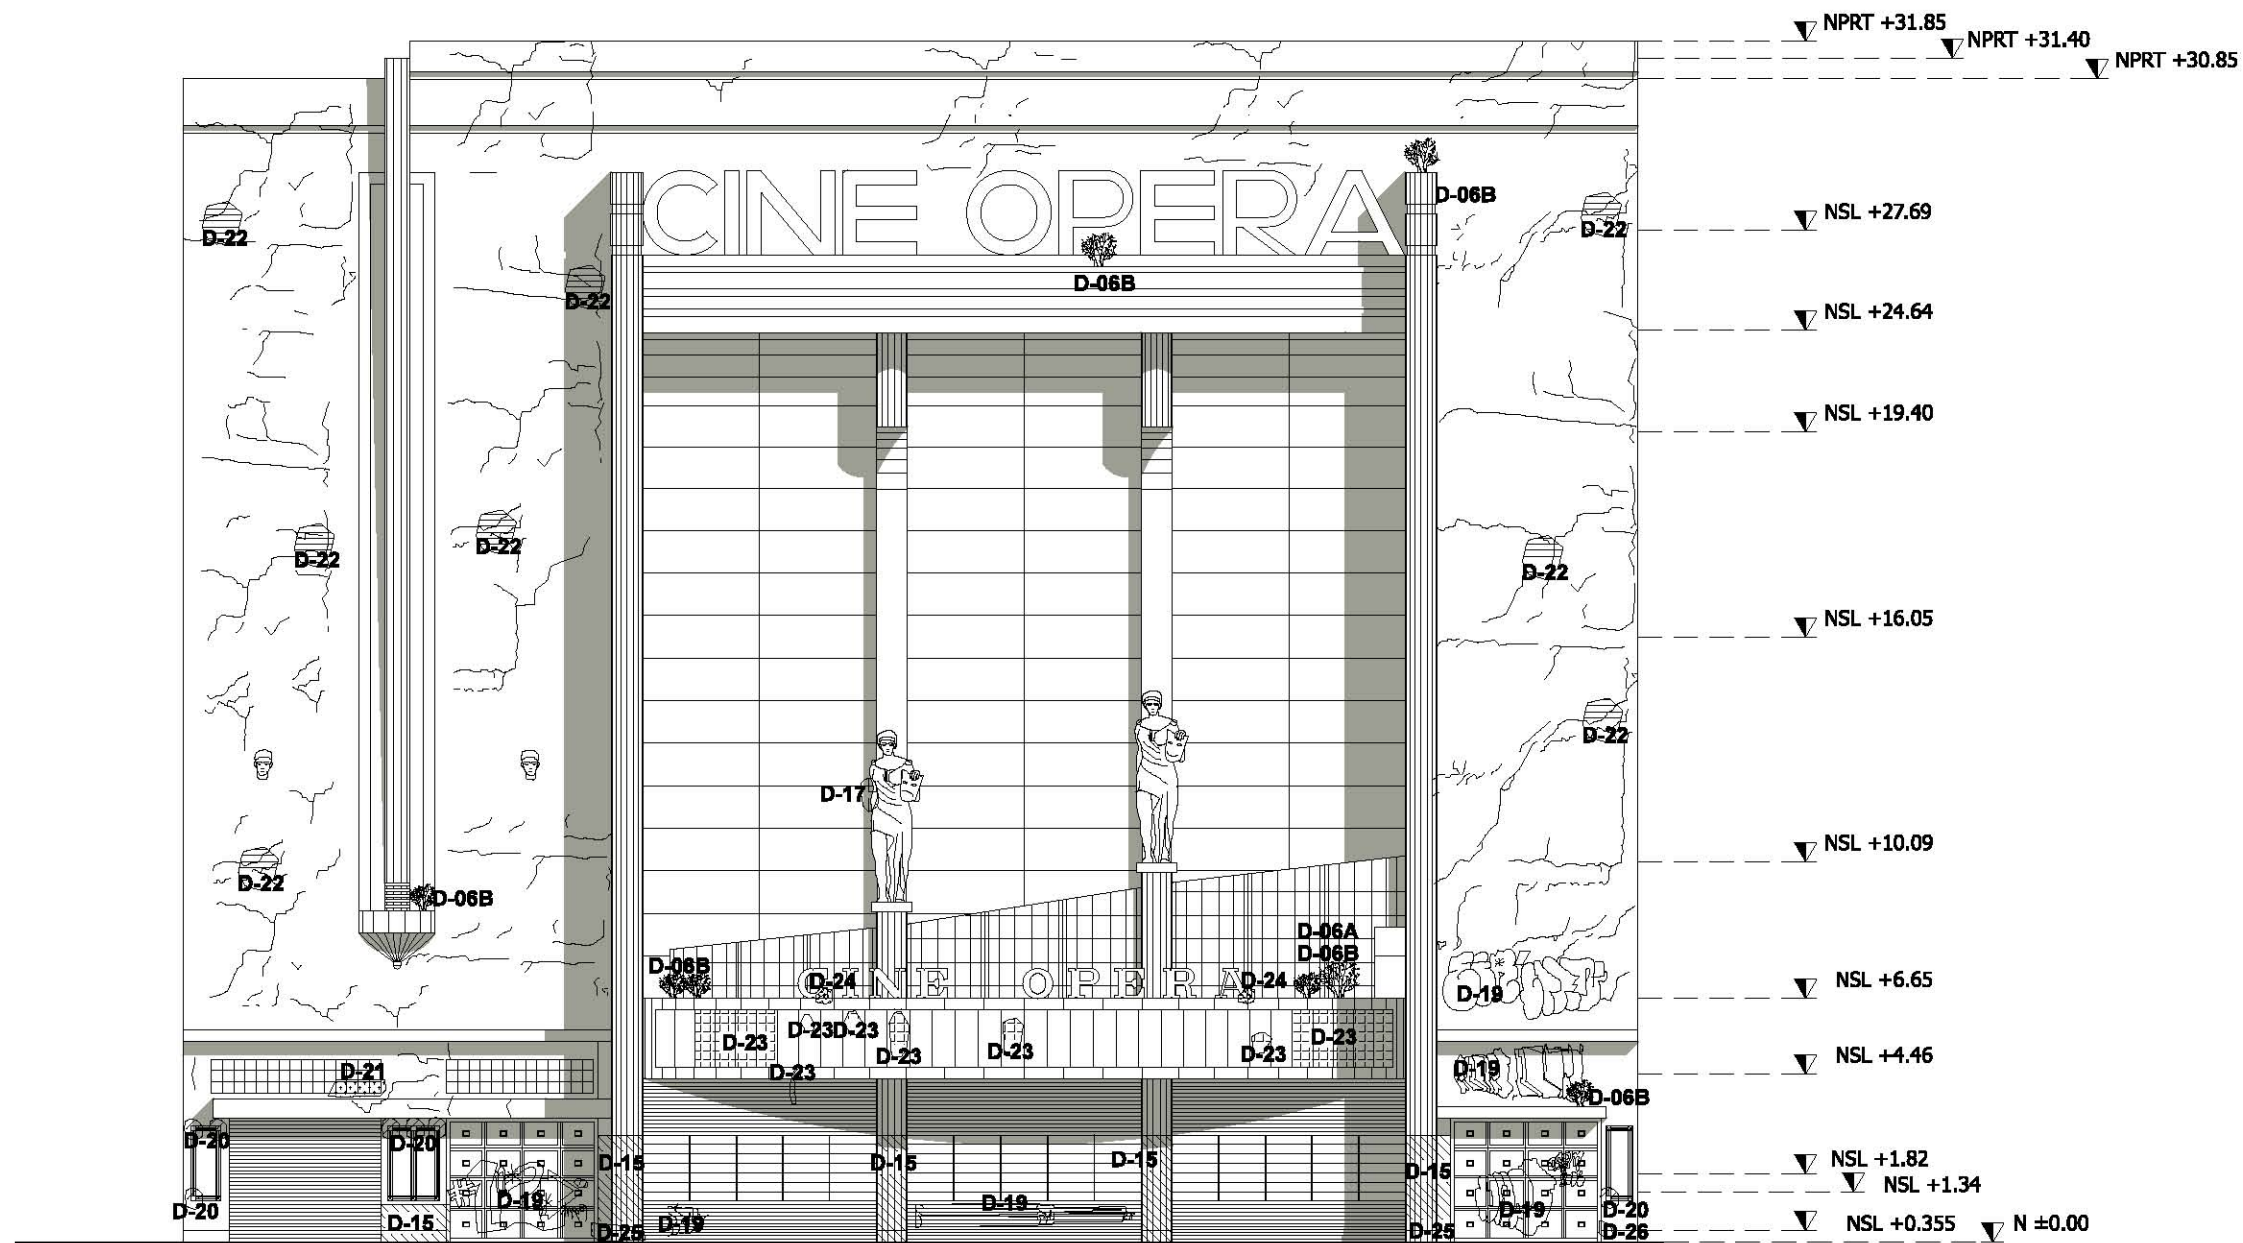 NPRT +31.85
NPRT +31.40
NPRT +30.85
D-06B
CINE OPERA
NSL +27.69
D-22
D-22
D-06B
D-22
NSL +24.64
NSL +19.40
D-22
D-22
D-22
NSL +16.05
D-22
D-17
NSL +10.09
D-22
D-06B
D-06A
D-06B
D-06B
D-24
D-24
CINE OPERA
NSL +6.65
D-19
D-23
D-23
D-23
D-23
D-23
D-23
D-23
NSL +4.46
D-21
D-23
D-19
D-06B
D-20
D-20
D-15
D-15
D-15
D-15
NSL +1.82
NSL +1.34
D-20
D-15
D-19
D-25
D-19
D-19
D-25
D-19
D-20
D-26
NSL +0.355
N ±0.00